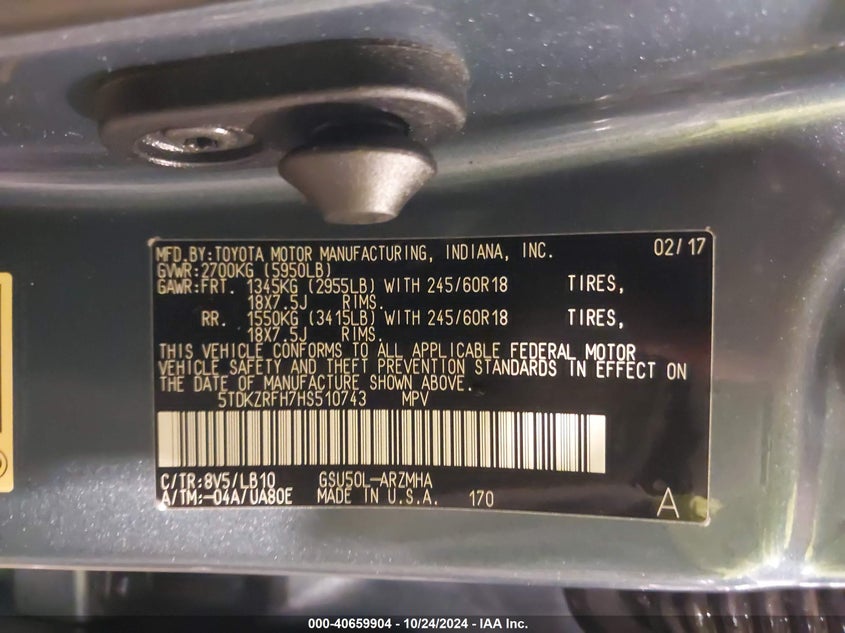 MFD.BY:TOYOTA MOTOR MANUFACTURING, INDIANA, INC. 02/17
GVWR:2700KG (5950LB)
GAWR:FRT. 1345KG (2955LB) WITH 245/60R18 TIRES,
18X7.5J RIMS.
RR. 1550KG (3415LB) WITH 245/60R18 TIRES,
18X7.5J RIMS.
THIS VEHICLE CONFORMS TO ALL APPLICABLE FEDERAL MOTOR
VEHICLE SAFETY AND THEFT PREVENTION STANDARDS IN EFFECT ON
THE DATE OF MANUFACTURE SHOWN ABOVE.
5TDKZRFH7HS510743 MPV
C/TR:8V5/LB10 GSU50L-ARZMHA
A/TM:-04A/UA80E MADE IN U.S.A. 170 A
000-40659904 - 10/24/2024 - IAA Inc.